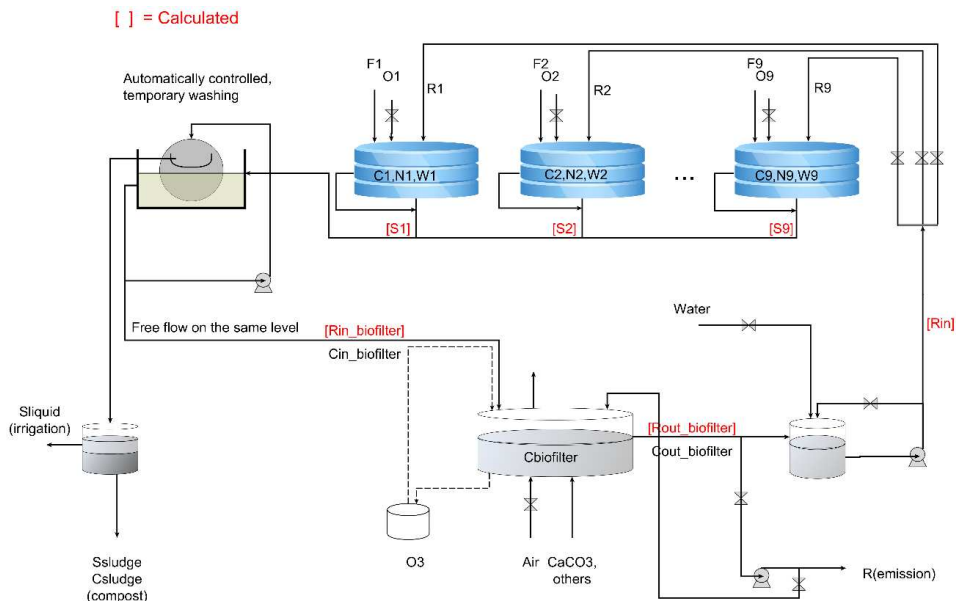 [ ] = Calculated
Automatically controlled,
temporary washing
F1
O1
R1
F2
O2
R2
F9
O9
R9
C1,N1,W1
C2,N2,W2
...
C9,N9,W9
[S1]
[S2]
[S9]
Water
[Rin]
Free flow on the same level
[Rin_biofilter]
Cin_biofilter
Sliquid
(irrigation)
[Rout_biofilter]
Cout_biofilter
Cbiofilter
O3
Air
CaCO3,
others
Ssludge
Csludge
(compost)
R(emission)